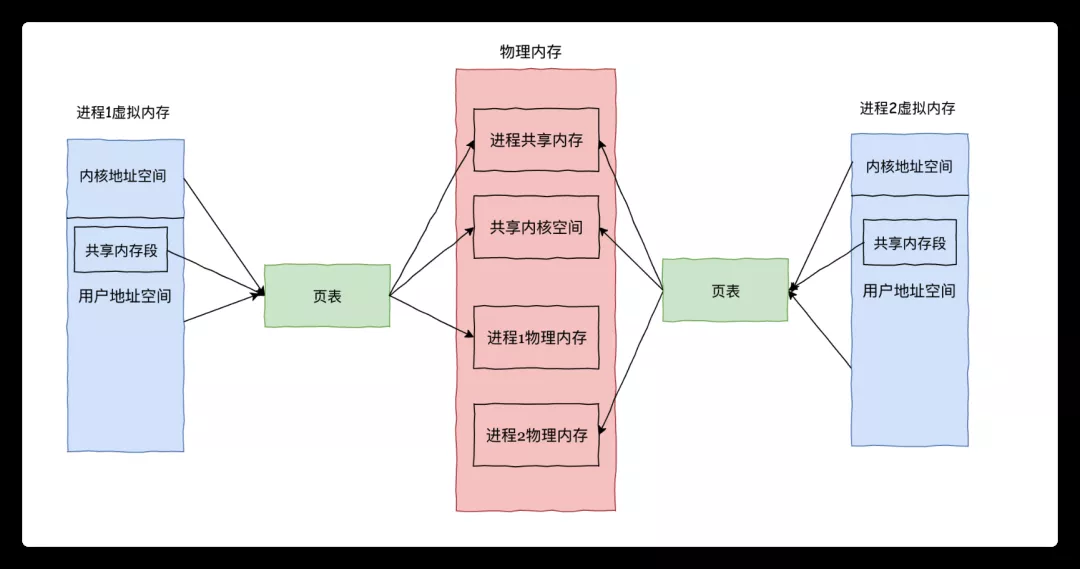 物理内存
进程1虚拟内存
进程2虚拟内存
内核地址空间
共享内存段
用户地址空间
页表
进程共享内存
共享内核空间
进程1物理内存
进程2物理内存
页表
内核地址空间
共享内存段
用户地址空间